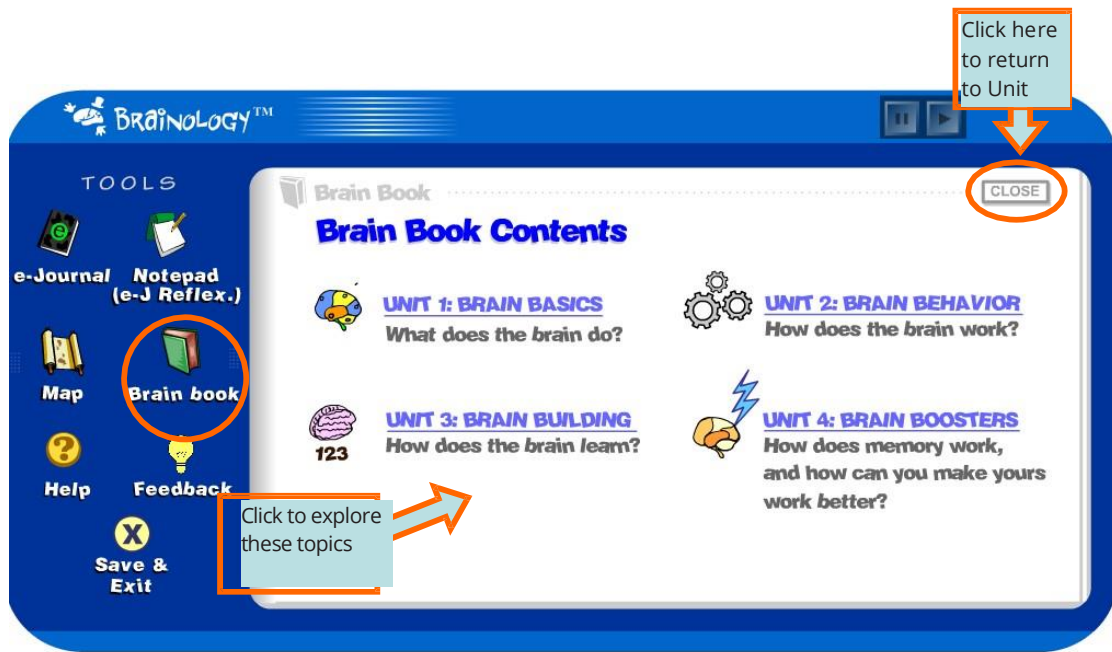 Click here
to return
to Unit
BRAINOLOGY™
TOOLS
e-Journal
Notepad
(e-J Reflex.)
Map
Brain book
Help
Feedback
X
Save &
Exit
Brain Book
CLOSE
Brain Book Contents
UNIT 1: BRAIN BASICS
What does the brain do?
UNIT 2: BRAIN BEHAVIOR
How does the brain work?
123
UNIT 3: BRAIN BUILDING
How does the brain learn?
UNIT 4: BRAIN BOOSTERS
How does memory work,
and how can you make yours
work better?
Click to explore
these topics